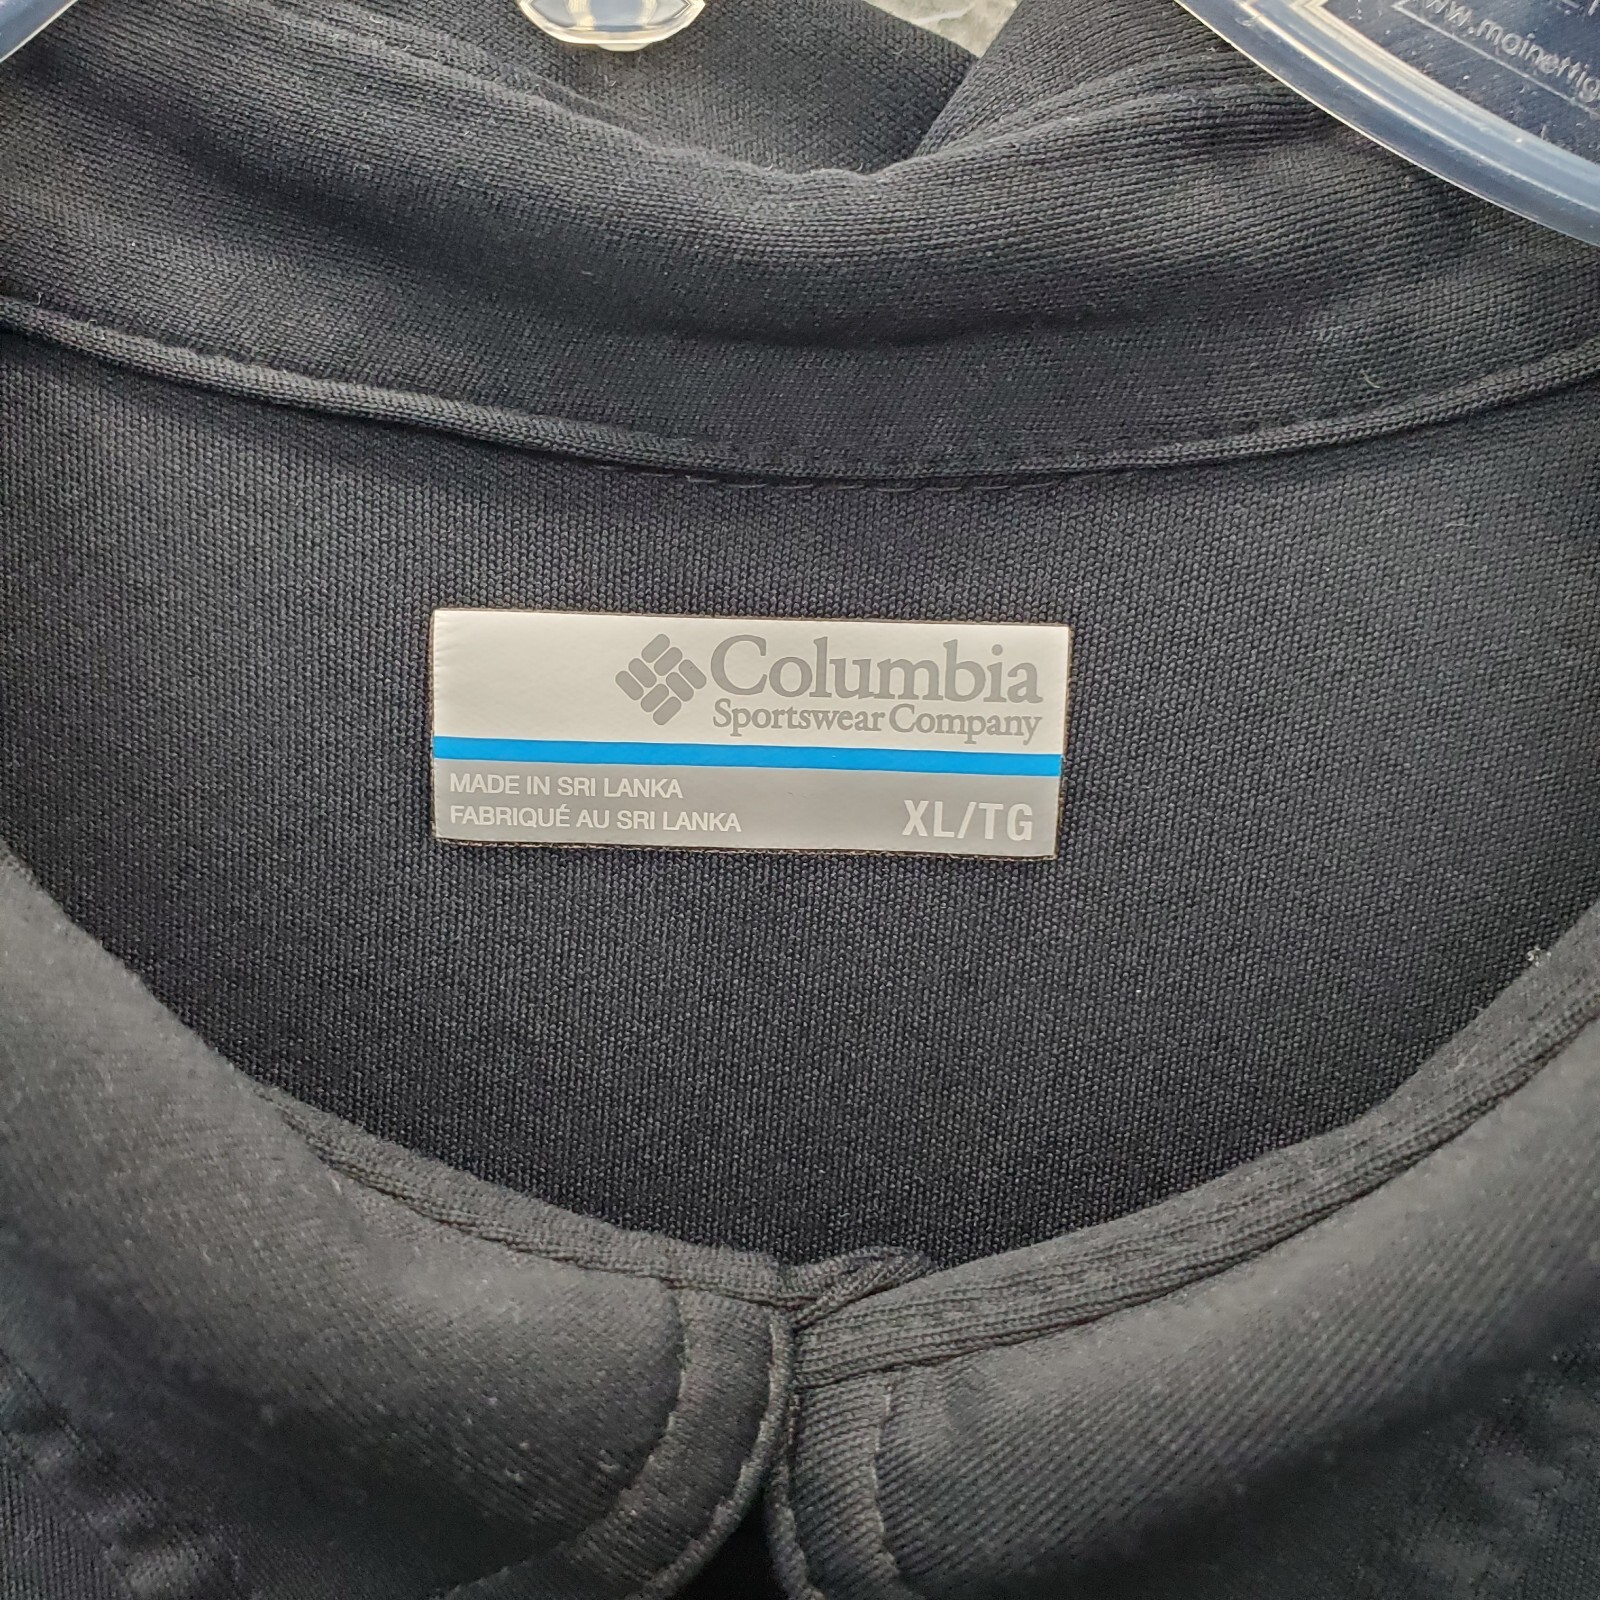 Columbia
Sportswear Company
MADE IN SRI LANKA
FABRIQUÉ AU SRI LANKA
XL/TG